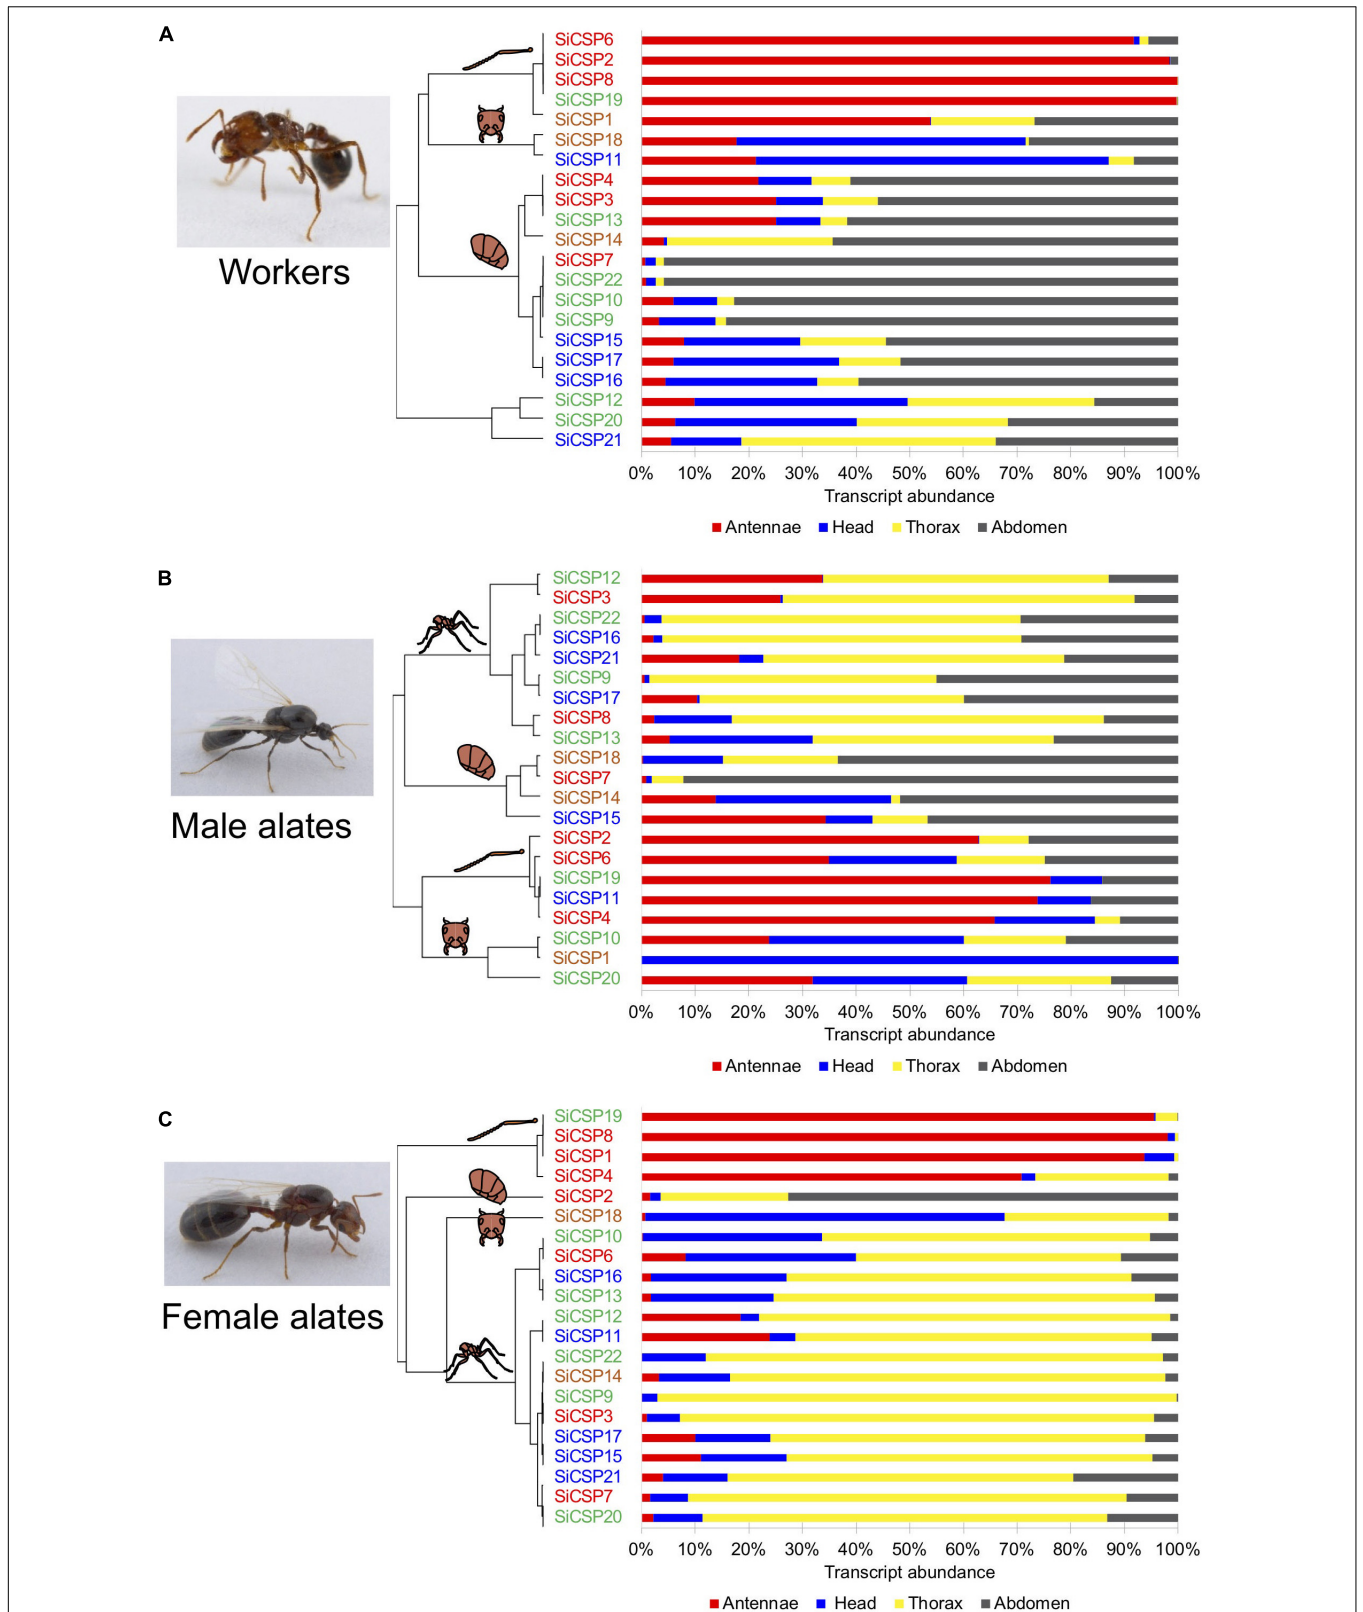 A
SiCSP6
SiCSP2
SiCSP8
SiCSP19
SiCSP1
SiCSP18
SiCSP11
SiCSP4
SiCSP3
SiCSP13
SiCSP14
SiCSP7
SiCSP22
SiCSP10
SiCSP9
SiCSP15
SiCSP17
SiCSP16
SiCSP12
SiCSP20
SiCSP21
Workers
0% 10% 20% 30% 40% 50% 60% 70% 80% 90% 100%
Transcript abundance
Antennae Head Thorax Abdomen
B
SiCSP12
SiCSP3
SiCSP22
SiCSP16
SiCSP21
SiCSP9
SiCSP17
SiCSP8
SiCSP13
SiCSP18
SiCSP7
SiCSP14
SiCSP15
SiCSP2
SiCSP6
SiCSP19
SiCSP11
SiCSP4
SiCSP10
SiCSP1
SiCSP20
Male alates
0% 10% 20% 30% 40% 50% 60% 70% 80% 90% 100%
Transcript abundance
Antennae Head Thorax Abdomen
C
SiCSP19
SiCSP8
SiCSP1
SiCSP4
SiCSP2
SiCSP18
SiCSP10
SiCSP6
SiCSP16
SiCSP13
SiCSP12
SiCSP11
SiCSP22
SiCSP14
SiCSP9
SiCSP3
SiCSP17
SiCSP15
SiCSP21
SiCSP7
SiCSP20
Female alates
0% 10% 20% 30% 40% 50% 60% 70% 80% 90% 100%
Transcript abundance
Antennae Head Thorax Abdomen